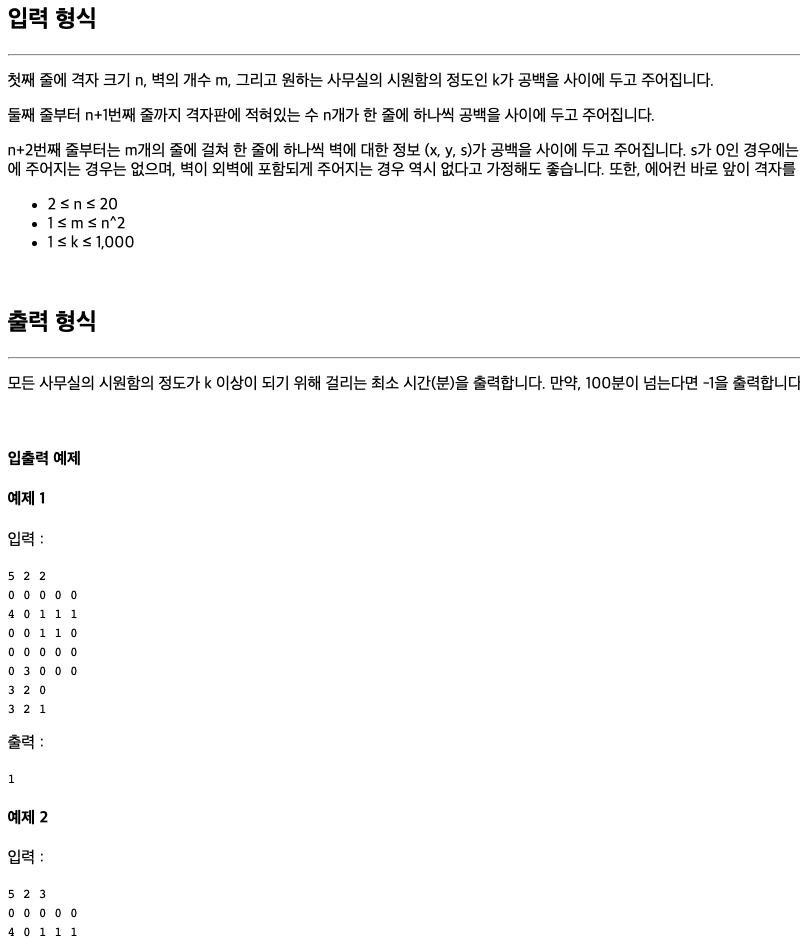 입력 형식
첫째 줄에 격자 크기 n, 벽의 개수 m, 그리고 원하는 사무실의 시원함의 정도인 k가 공백을 사이에 두고 주어집니다.
둘째 줄부터 n+1번째 줄까지 격자판에 적혀있는 수 n개가 한 줄에 하나씩 공백을 사이에 두고 주어집니다.
n+2번째 줄부터는 m개의 줄에 걸쳐 한 줄에 하나씩 벽에 대한 정보 (x, y, s)가 공백을 사이에 두고 주어집니다. s가 0인 경우에는
에 주어지는 경우는 없으며, 벽이 외벽에 포함되게 주어지는 경우 역시 없다고 가정해도 좋습니다. 또한, 에어컨 바로 앞이 격자를
• 2 ≤ n ≤ 20
• 1 ≤ m ≤ n^2
• 1 ≤ k ≤ 1,000
출력 형식
모든 사무실의 시원함의 정도가 k 이상이 되기 위해 걸리는 최소 시간(분)을 출력합니다. 만약, 100분이 넘는다면 -1을 출력합니다
입출력 예제
예제 1
입력 :
5 2 2
0 0 0 0 0
4 0 1 1 1
0 0 1 1 0
0 0 0 0 0
0 3 0 0 0
3 2 0
3 2 1
출력 :
1
예제 2
입력 :
5 2 3
0 0 0 0 0
4 0 1 1 1